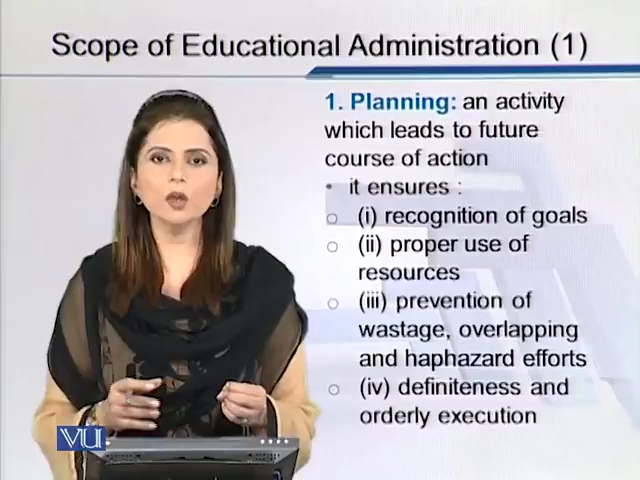 Scope of Educational Administration (1)
1. Planning: an activity
which leads to future
course of action
• it ensures :
o (i) recognition of goals
o (ii) proper use of
resources
o (iii) prevention of
wastage, overlapping
and haphazard efforts
o (iv) definiteness and
orderly execution
VU